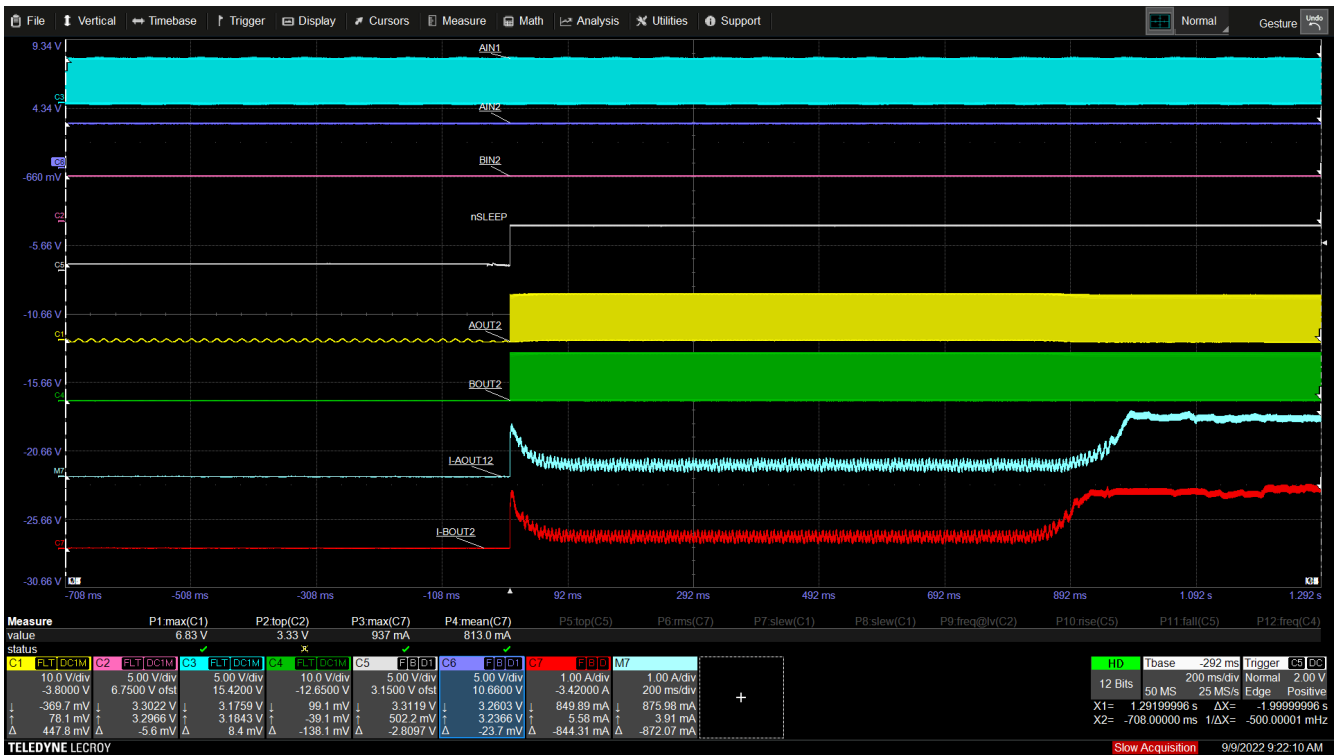 File Vertical Timebase Trigger Display Cursors Measure Math Analysis Utilities Support Normal Gesture Undo
9.34 V
AIN1
C3
4.34 V
AIN2
C6
BIN2
-660 mV
C2
nSLEEP
-5.66 V
C5
-10.66 V
AOUT2
C1
-15.66 V
BOUT2
C4
-20.66 V
I-AOUT12
M7
-25.66 V
I-BOUT2
C7
-30.66 V
-708 ms -508 ms -308 ms -108 ms 92 ms 292 ms 492 ms 692 ms 892 ms 1.092 s 1.292 s
Measure P1:max(C1) P2:top(C2) P3:max(C7) P4:mean(C7) P5:top(C5) P6:rms(C7) P7:slew(C1) P8:slew(C1) P9:freq@lv(C2) P10:rise(C5) P11:fall(C5) P12:freq(C4)
value 6.83 V 3.33 V 937 mA 813.0 mA
status
C1 FLT DC1M C2 FLT DC1M C3 FLT DC1M C4 FLT DC1M C5 F B D1 C6 F B D1 C7 F B D M7 HD Tbase -292 ms Trigger C5 DC
10.0 V/div 5.00 V/div 5.00 V/div 10.0 V/div 5.00 V/div 5.00 V/div 1.00 A/div 1.00 A/div 12 Bits 200 ms/div Normal 2.00 V
-3.8000 V 6.7500 V ofst 15.4200 V -12.6500 V 3.1500 V ofst 10.6600 V -3.42000 A 200 ms/div + 50 MS 25 MS/s Edge Positive
↓ -369.7 mV ↓ 3.3022 V ↓ 3.1759 V ↓ 99.1 mV ↓ 3.3119 V ↓ 3.2603 V ↓ 849.89 mA ↓ 875.98 mA X1= 1.29199996 s ΔX= -1.99999996 s
↑ 78.1 mV ↑ 3.2966 V ↑ 3.1843 V ↑ -39.1 mV ↑ 502.2 mV ↑ 3.2366 V ↑ 5.58 mA ↑ 3.91 mA X2= -708.00000 ms 1/ΔX= -500.00001 mHz
Δ 447.8 mV Δ -5.6 mV Δ 8.4 mV Δ -138.1 mV Δ -2.8097 V Δ -23.7 mV Δ -844.31 mA Δ -872.07 mA
TELEDYNE LECROY Slow Acquisition 9/9/2022 9:22:10 AM